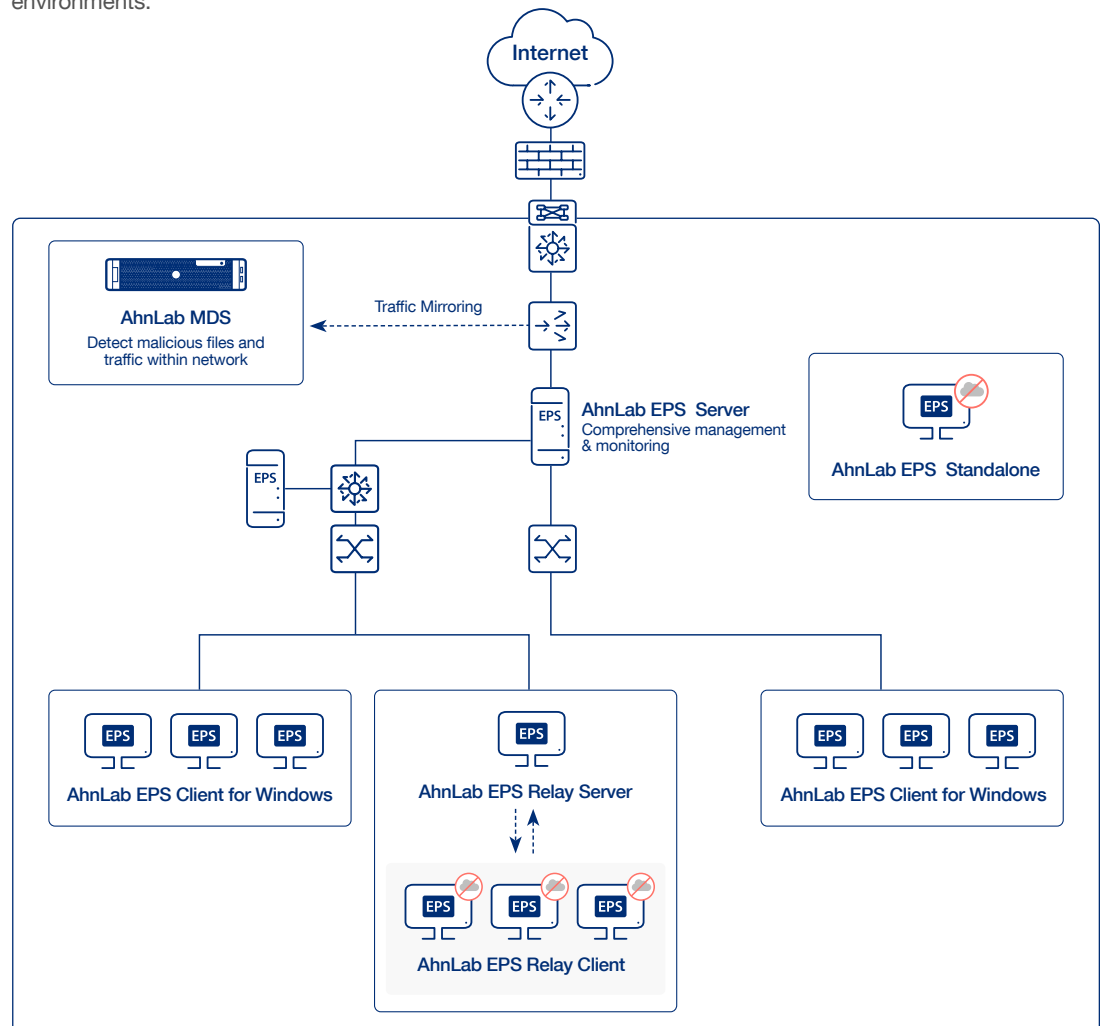 environments.
Internet
Traffic Mirroring
AhnLab MDS
Detect malicious files and
traffic within network
EPS
AhnLab EPS Server
Comprehensive management
& monitoring
EPS
AhnLab EPS Standalone
EPS
EPS EPS EPS
AhnLab EPS Client for Windows
EPS
AhnLab EPS Relay Server
EPS EPS EPS
AhnLab EPS Client for Windows
EPS EPS EPS
AhnLab EPS Relay Client